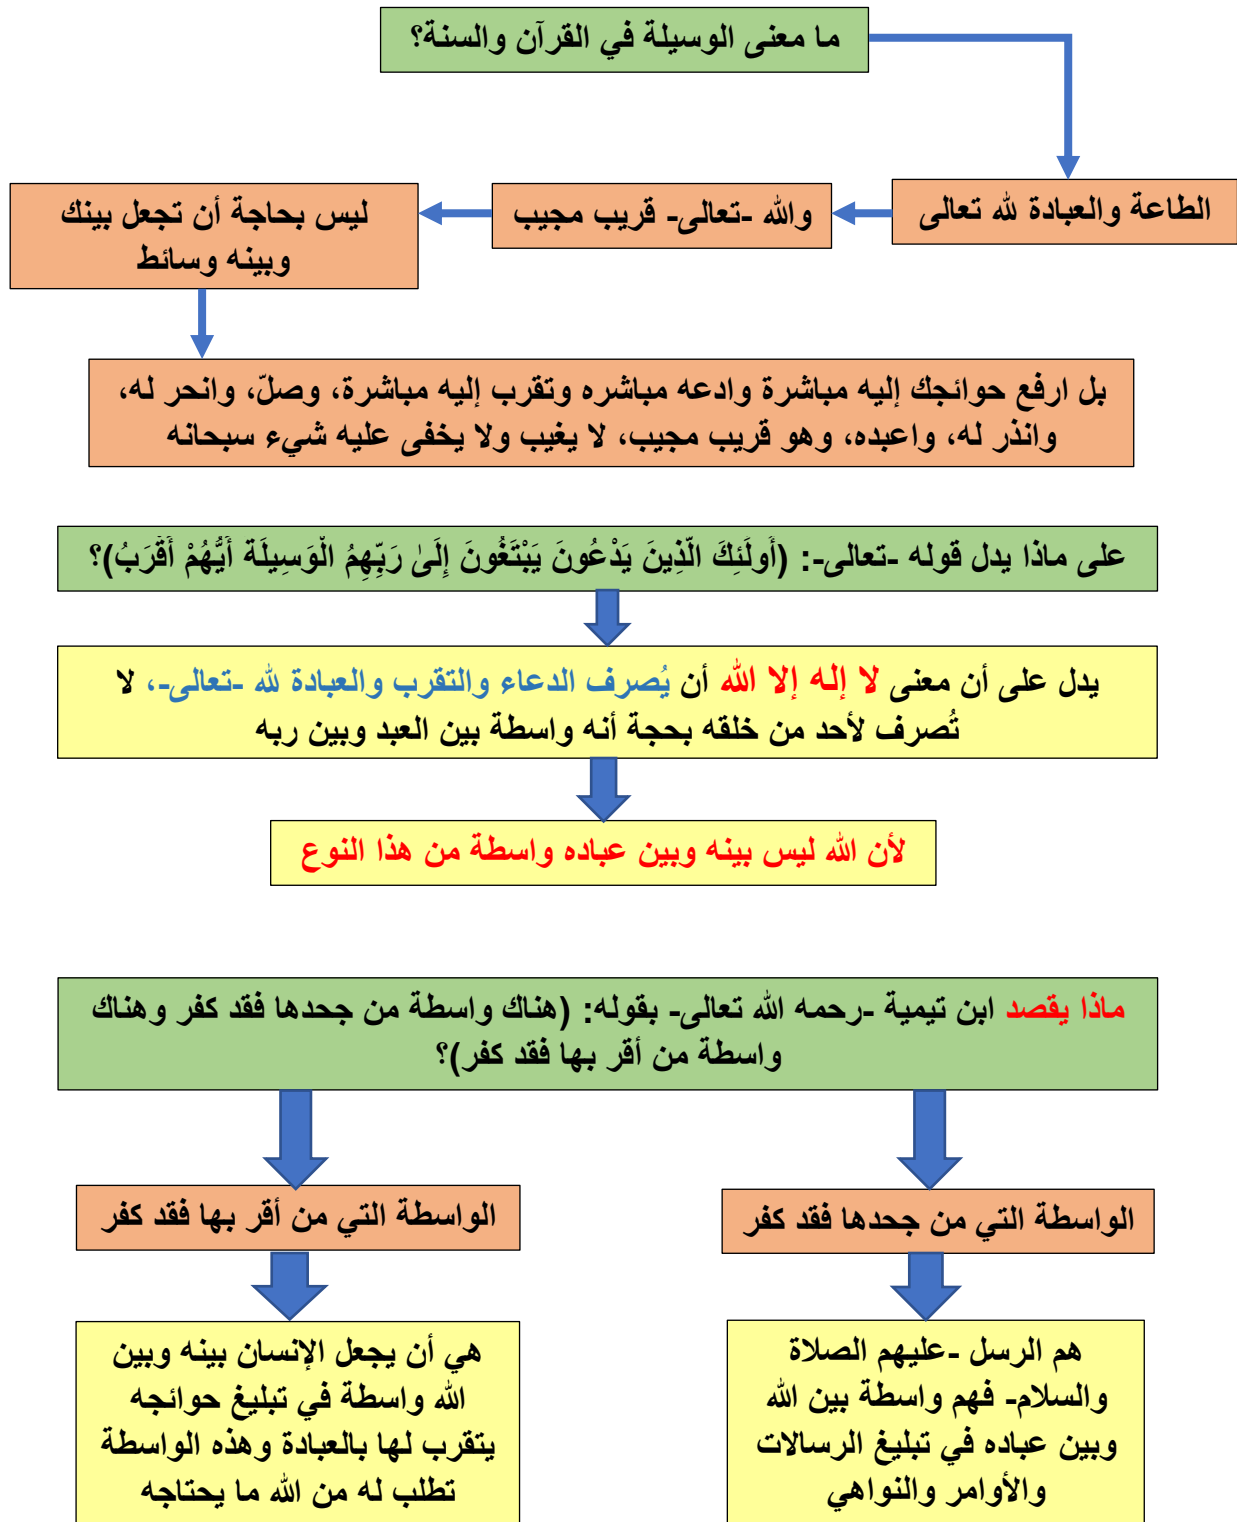 ما معنى الوسيلة في القرآن والسنة؟
الطاعة والعبادة لله تعالى
والله -تعالى- قريب مجيب
ليس بحاجة أن تجعل بينك
وبينه وسائط
بل ارفع حوائجك إليه مباشرة وادعه مباشره وتقرب إليه مباشرة، وصلّ، وانحر له،
وانذر له، واعبده، وهو قريب مجيب، لا يغيب ولا يخفى عليه شيء سبحانه
على ماذا يدل قوله -تعالى-: (أُولَئِكَ الَّذِينَ يَدْعُونَ يَبْتَغُونَ إِلَىٰ رَبِّهِمُ الْوَسِيلَة أَيُّهُمْ أَقْرَبُ)؟
يدل على أن معنى لا إله إلا الله أن يُصرف الدعاء والتقرب والعبادة لله -تعالى-، لا
تُصرف لأحد من خلقه بحجة أنه واسطة بين العبد وبين ربه
لأن الله ليس بينه وبين عباده واسطة من هذا النوع
ماذا يقصد ابن تيمية -رحمه الله تعالى- بقوله: (هناك واسطة من جحدها فقد كفر وهناك
واسطة من أقر بها فقد كفر)؟
الواسطة التي من جحدها فقد كفر
الواسطة التي من أقر بها فقد كفر
هم الرسل -عليهم الصلاة
والسلام- فهم واسطة بين الله
وبين عباده في تبليغ الرسالات
والأوامر والنواهي
هي أن يجعل الإنسان بينه وبين
الله واسطة في تبليغ حوائجه
يتقرب لها بالعبادة وهذه الواسطة
تطلب له من الله ما يحتاجه